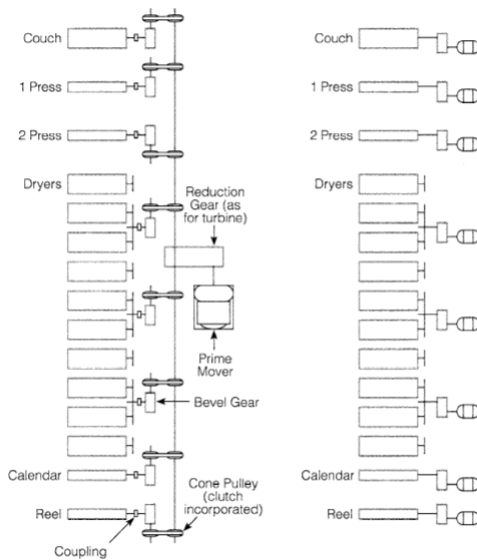 Couch
1 Press
2 Press
Dryers
Reduction
Gear (as
for turbine)
Prime
Mover
Bevel Gear
Calendar
Cone Pulley
(clutch
incorporated)
Reel
Coupling
Couch
1 Press
2 Press
Dryers
Calendar
Reel